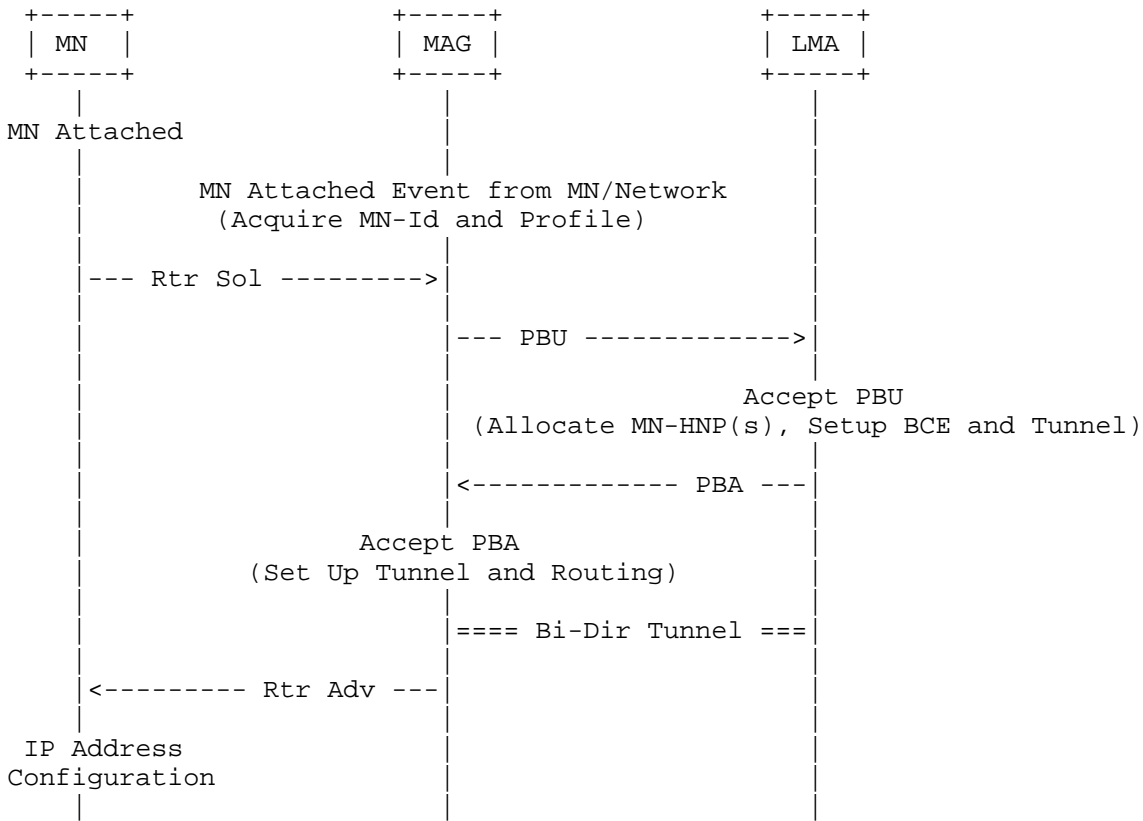 MN MAG LMA
MN Attached
MN Attached Event from MN/Network
(Acquire MN-Id and Profile)
--- Rtr Sol --------->
--- PBU ------------->
Accept PBU
(Allocate MN-HNP(s), Setup BCE and Tunnel)
<------------- PBA ---
Accept PBA
(Set Up Tunnel and Routing)
==== Bi-Dir Tunnel ===
<--------- Rtr Adv ---
IP Address
Configuration